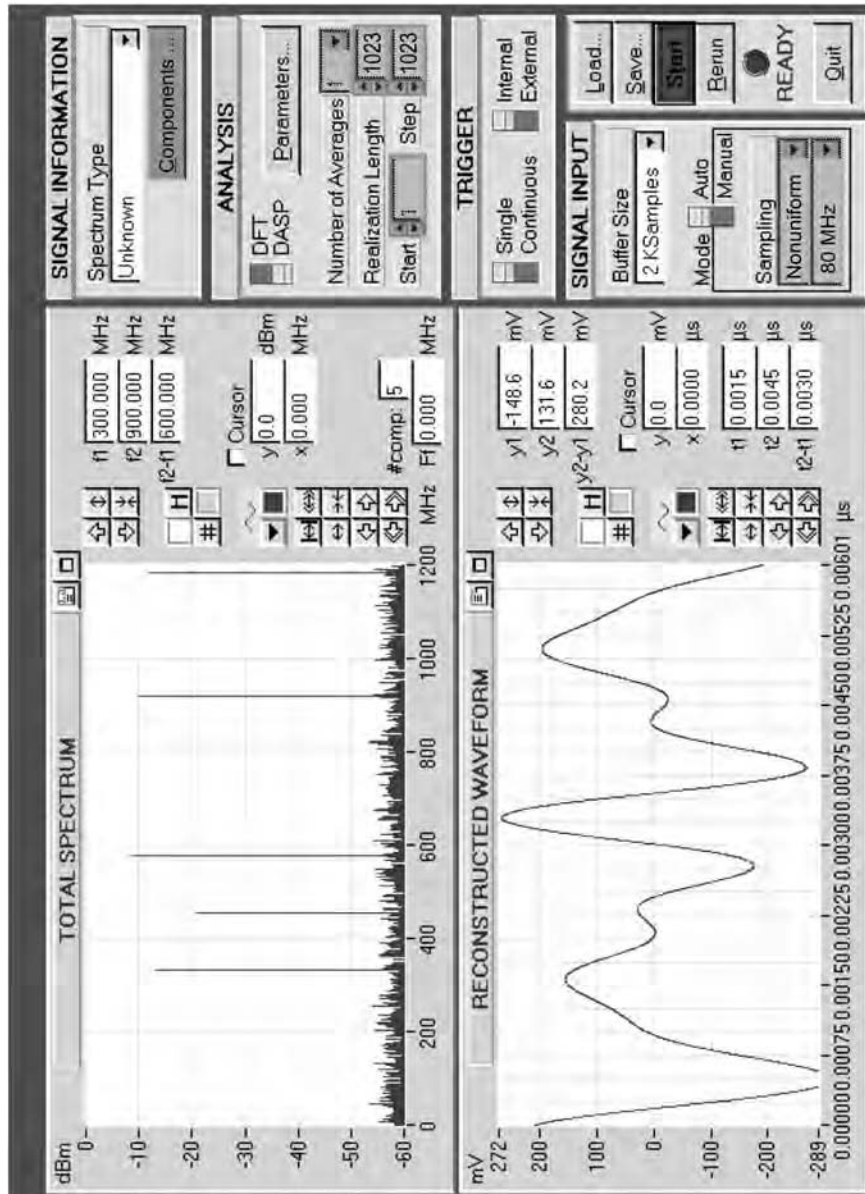 TOTAL SPECTRUM
dBm
0
-10
-20
-30
-40
-50
-60
0
200
400
600
800
1000
1200
MHz
f1 300.000 MHz
f2 900.000 MHz
f2-f1 600.000 MHz
Cursor
y 0.0 dBm
x 0.000 MHz
H
#
#comp: 5
Ff 0.000 MHz
RECONSTRUCTED WAVEFORM
mV
272
200
100
0
-100
-200
-289
0.00000
0.00075
0.00150
0.00225
0.00300
0.00375
0.00450
0.00525
0.00601
µs
y1 -148.6 mV
y2 131.6 mV
y2-y1 280.2 mV
Cursor
y 0.0 mV
x 0.0000 µs
H
#
t1 0.0015 µs
t2 0.0045 µs
t2-t1 0.0030 µs
SIGNAL INFORMATION
Spectrum Type
Unknown
Components ...
ANALYSIS
DFT
DASP
Parameters...
Number of Averages 1
Realization Length 1023
Start 1 Step 1023
TRIGGER
Single
Continuous
Internal
External
SIGNAL INPUT
Buffer Size
2 KSamples
Mode Auto
Manual
Sampling
Nonuniform
80 MHz
Load...
Save...
Start
Rerun
READY
Quit